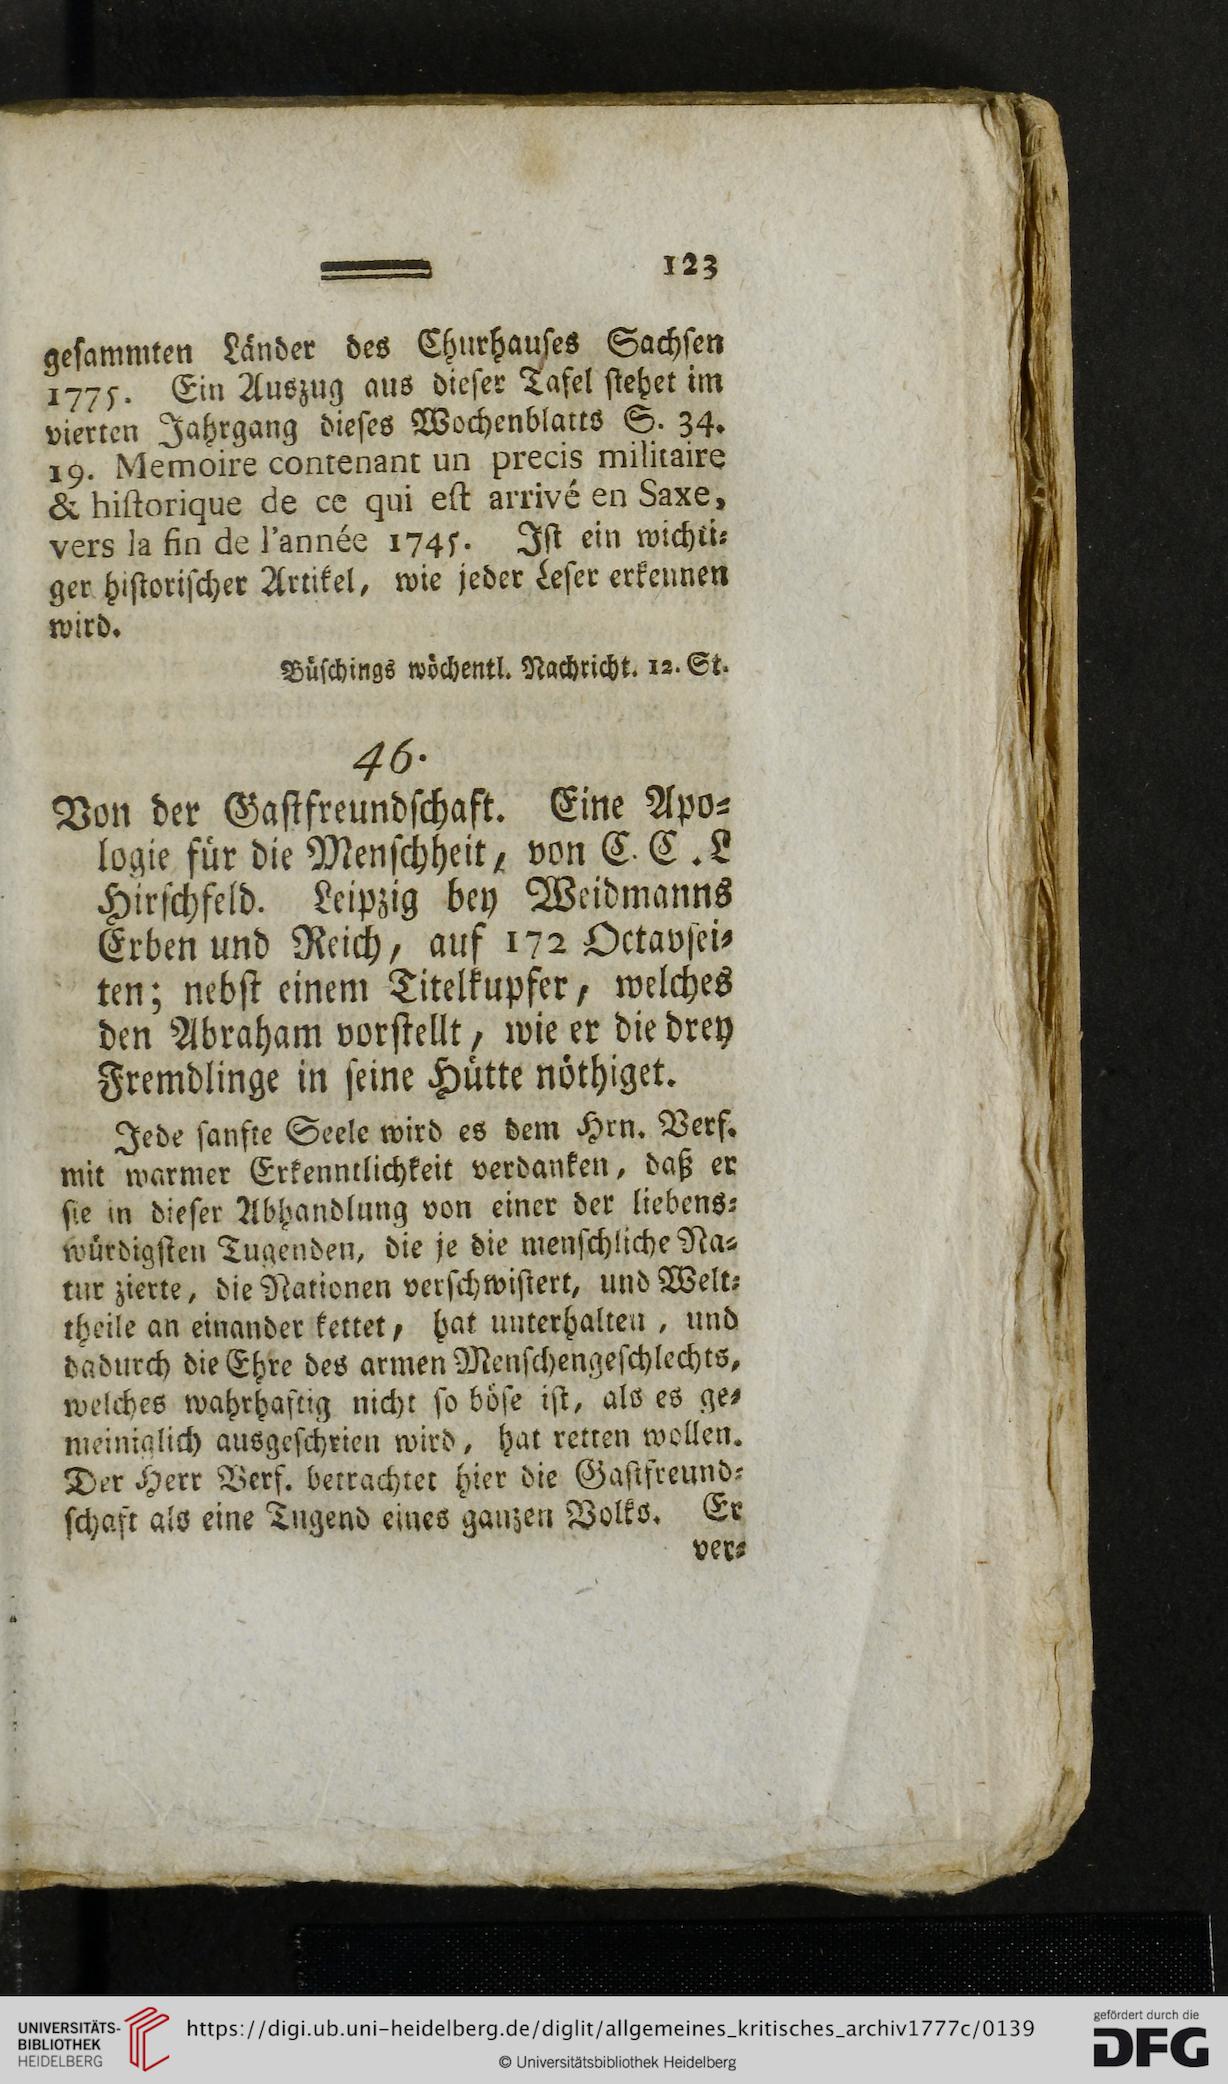 123
gesammten Länder des Churhauses Sachsen
1775. Ein Auszug aus dieser Tafel stehet im
vierten Jahrgang dieses Wochenblatts S. 34.
19. Memoire contenant un precis militaire
& historique de ce qui est arrivé en Saxe,
vers la fin de l'année 1745. Ist ein wichti-
ger historischer Artikel, wie jeder Leser erkennen
wird.
Büschings wöchentl. Nachricht. 12. St.
46.
Von der Gastfreundschaft. Eine Apo-
logie für die Menschheit, von C. C. L
Hirschfeld. Leipzig bey Weidmanns
Erben und Reich, auf 172 Octavsei-
ten; nebst einem Titelkupfer, welches
den Abraham vorstellt, wie er die drey
Fremdlinge in seine Hütte nöthiget.
Jede sanfte Seele wird es dem Hrn. Verf.
mit warmer Erkenntlichkeit verdanken, daß er
sie in dieser Abhandlung von einer der liebens-
würdigsten Tugenden, die je die menschliche Na-
tur zierte, die Nationen verschwistert, und Welt-
theile an einander kettet, hat unterhalten, und
dadurch die Ehre des armen Menschengeschlechts,
welches wahrhaftig nicht so böse ist, als es ge-
meiniglich ausgeschrien wird, hat retten wollen.
Der Herr Verf. betrachtet hier die Gastfreund-
schaft als eine Tugend eines ganzen Volks. Er
ver-
UNIVERSITÄTS-
BIBLIOTHEK
HEIDELBERG
https://digi.ub.uni-heidelberg.de/diglit/allgemeines_kritisches_archiv1777c/0139
© Universitätsbibliothek Heidelberg
gefördert durch die
DFG